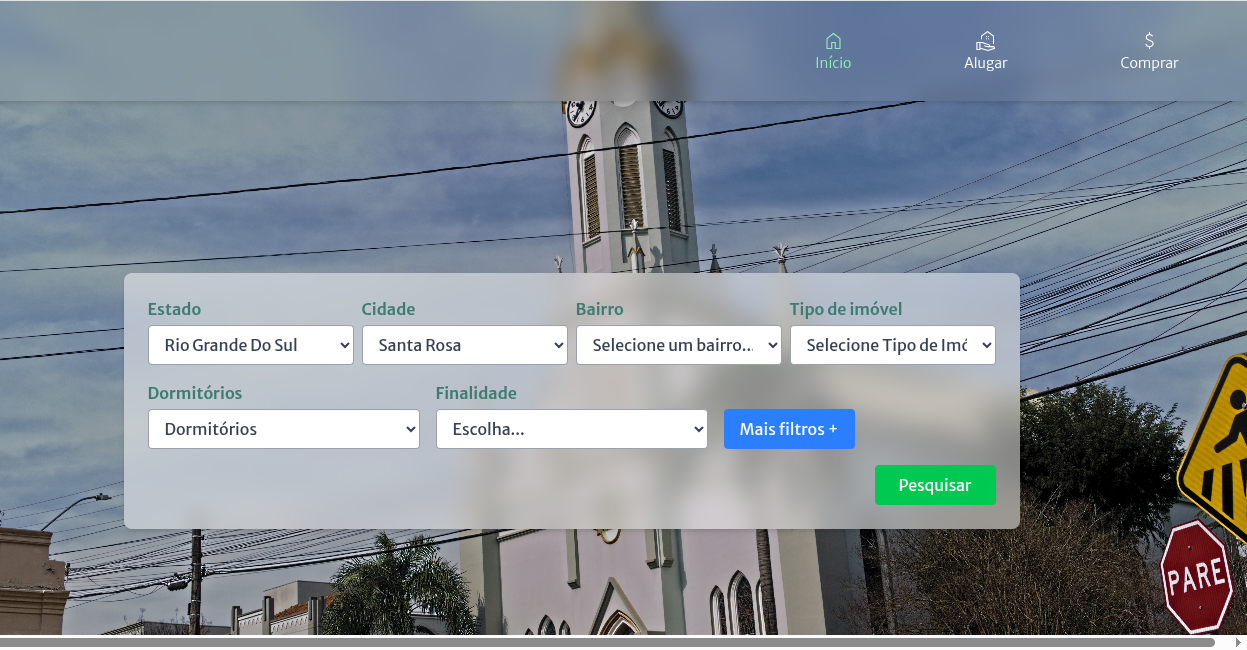 Início
Alugar
Comprar
Estado
Cidade
Bairro
Tipo de imóvel
Rio Grande Do Sul
Santa Rosa
Selecione um bairro...
Selecione Tipo de Imó
Dormitórios
Finalidade
Dormitórios
Escolha...
Mais filtros +
Pesquisar
PARE